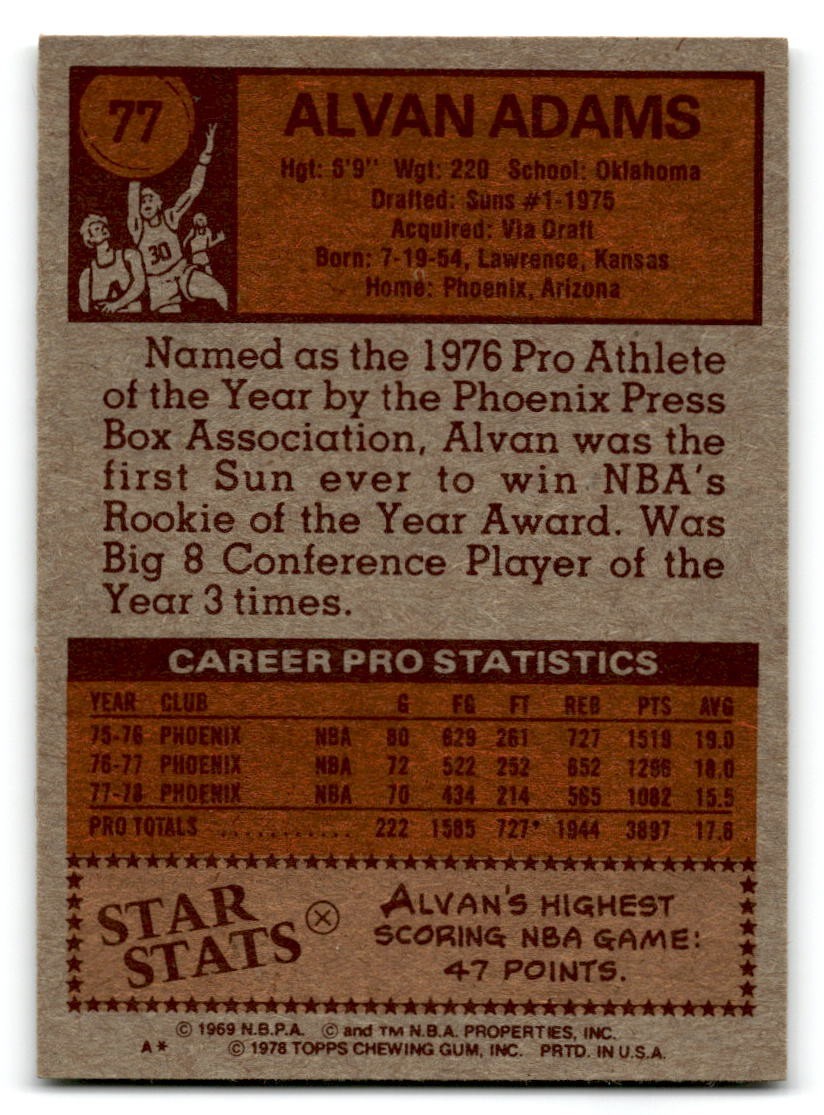 77
ALVAN ADAMS
Hgt: 6'9" Wgt: 220 School: Oklahoma
Drafted: Suns #1-1975
Acquired: Via Draft
Born: 7-19-54, Lawrence, Kansas
Home: Phoenix, Arizona
30
Named as the 1976 Pro Athlete
of the Year by the Phoenix Press
Box Association, Alvan was the
first Sun ever to win NBA's
Rookie of the Year Award. Was
Big 8 Conference Player of the
Year 3 times.
CAREER PRO STATISTICS
YEAR CLUB G FG FT REB PTS AVG
75-76 PHOENIX NBA 80 629 261 727 1519 19.0
76-77 PHOENIX NBA 72 522 252 652 1296 18.0
77-78 PHOENIX NBA 70 434 214 565 1082 15.5
PRO TOTALS ........... 222 1585 727* 1944 3897 17.6
STAR
STATS
ALVAN'S HIGHEST
SCORING NBA GAME:
47 POINTS.
© 1969 N.B.P.A. © and TM N.B.A. PROPERTIES, INC.
A* © 1978 TOPPS CHEWING GUM, INC. PRTD. IN U.S.A.